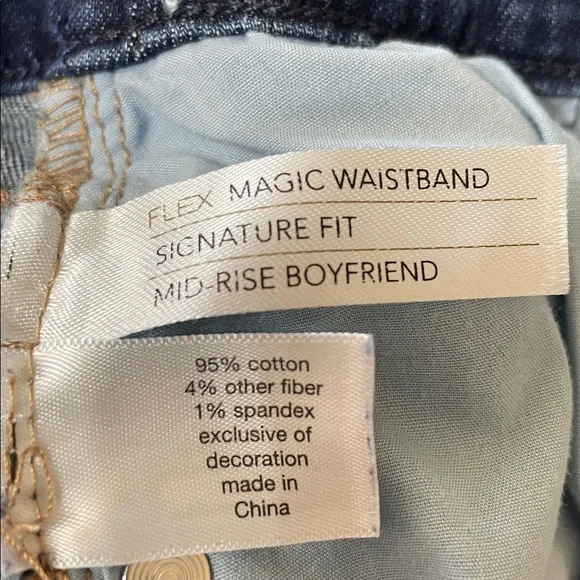 FLEX MAGIC WAISTBAND
SIGNATURE FIT
MID-RISE BOYFRIEND
95% cotton
4% other fiber
1% spandex
exclusive of
decoration
made in
China